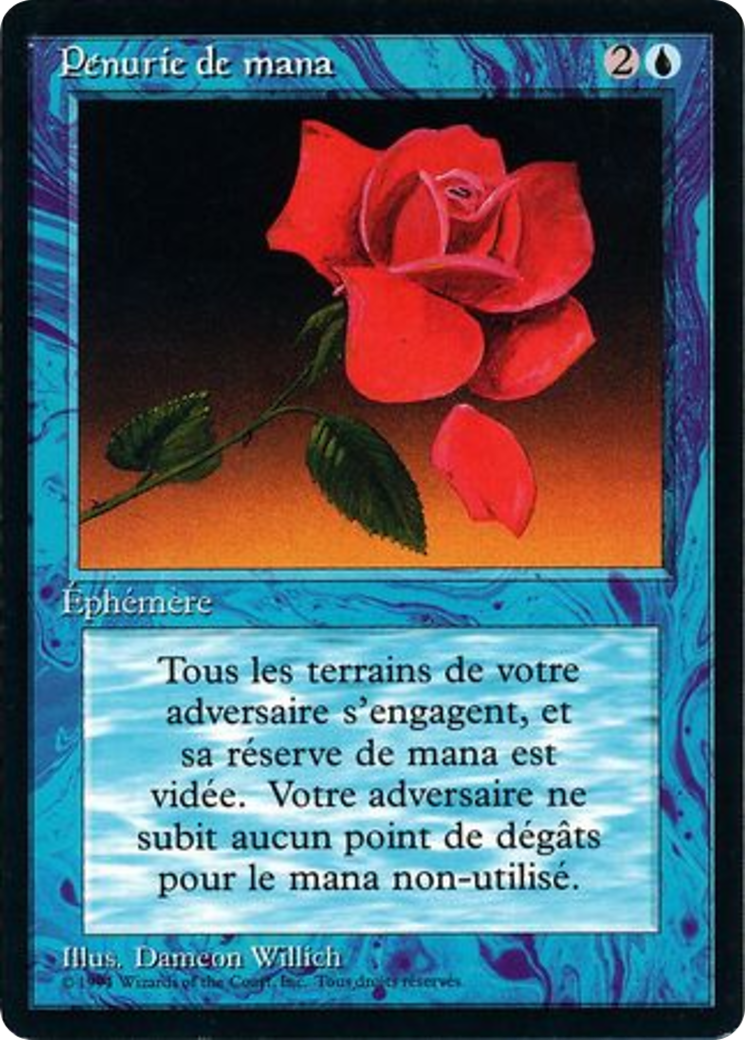 Pénurie de mana 2
Éphémère
Tous les terrains de votre
adversaire s'engagent, et
sa réserve de mana est
vidée. Votre adversaire ne
subit aucun point de dégâts
pour le mana non-utilisé.
Illus. Dameon Willich
© 1994 Wizards of the Coast, Inc. Tous droits réservés.